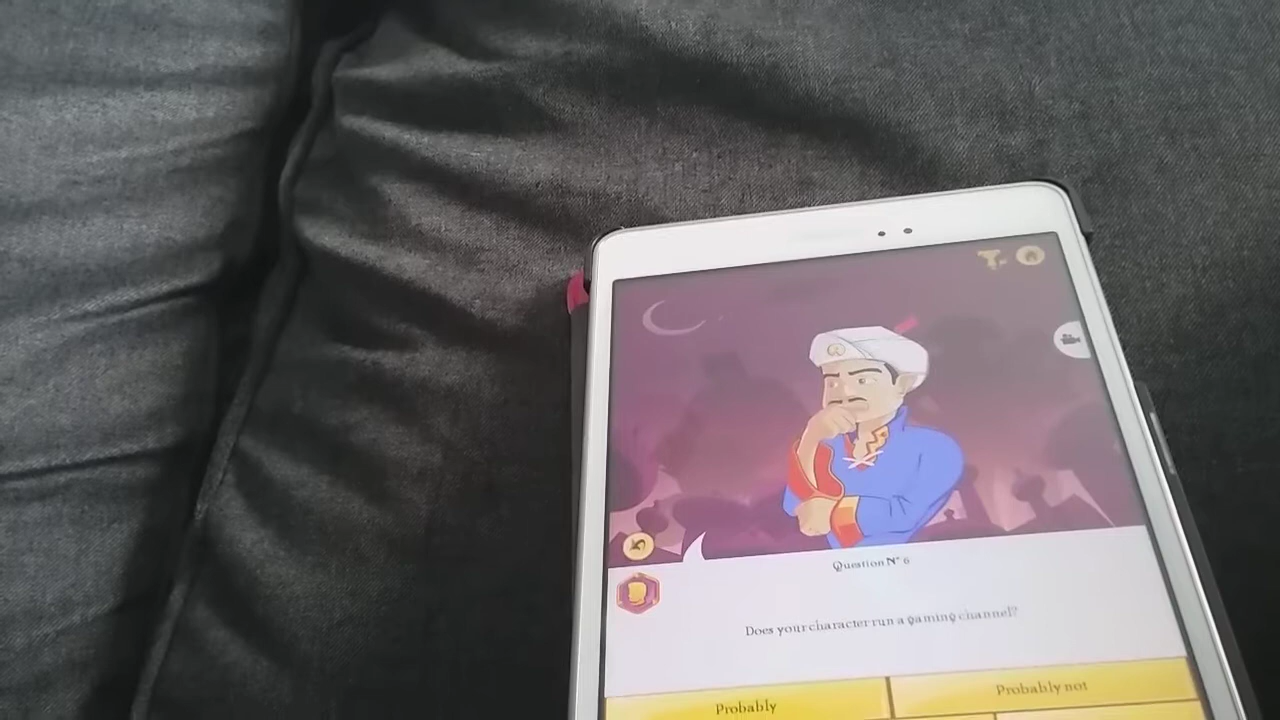 Question N° 6
Does your character run a gaming channel?
Probably
Probably not